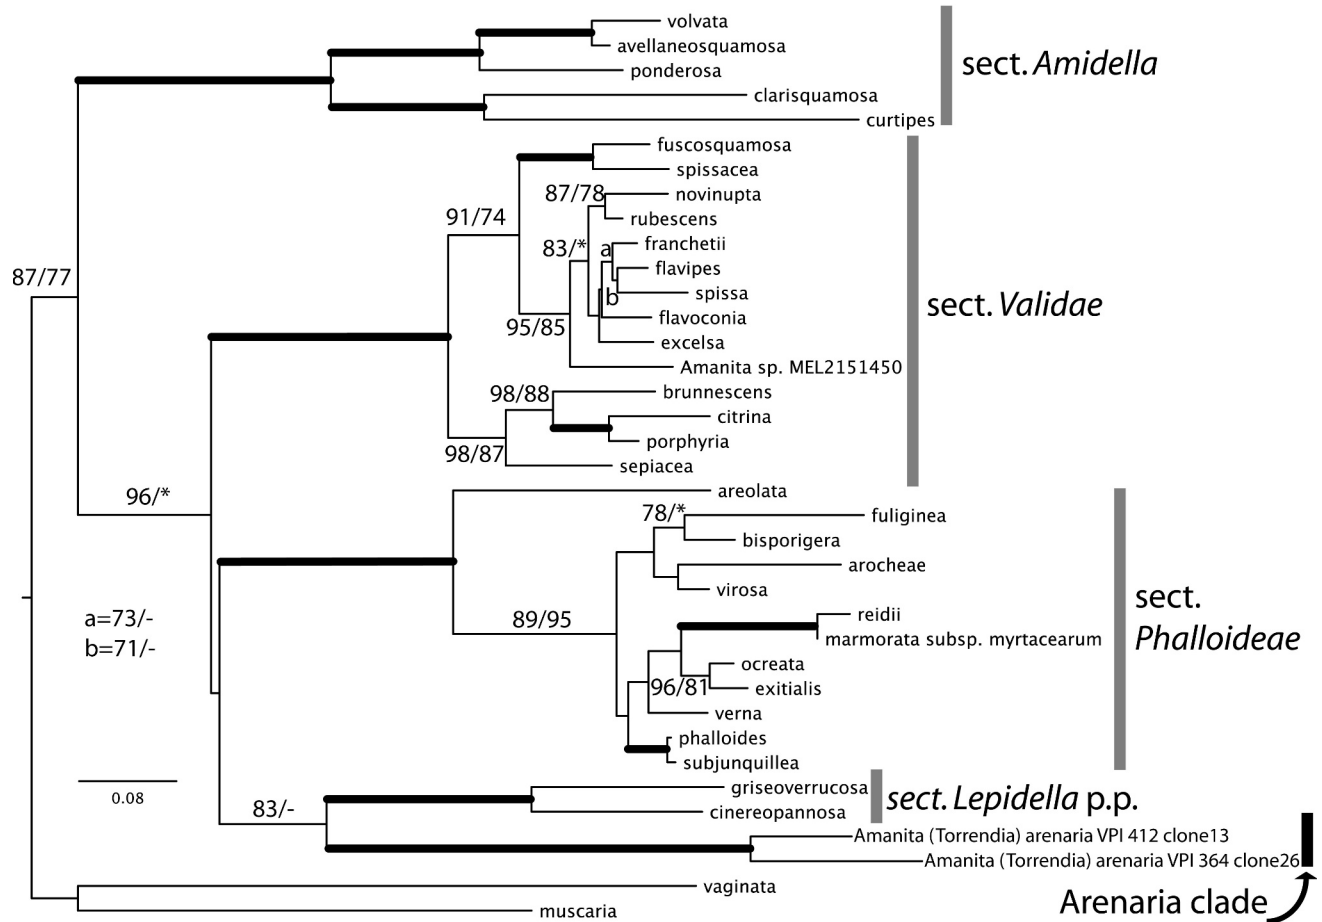 volvata
avellaneosquamosa
ponderosa
sect. Amidella
clarisquamosa
curtipes
fuscosquamosa
spissacea
87/78
novinupta
91/74
rubescens
83/*
a
franchetii
87/77
flavipes
b
spissa
sect. Validae
95/85
flavoconia
excelsa
Amanita sp. MEL2151450
98/88
brunnescens
citrina
porphyria
98/87
sepiacea
96/*
areolata
78/*
fuliginea
bisporigera
arocheae
virosa
a=73/-
b=71/-
89/95
reidii
marmorata subsp. myrtacearum
sect.
Phalloideae
ocreata
96/81
exitialis
verna
phalloides
subjunquillea
0.08
griseoverrucosa
83/-
cinereopannosa
sect. Lepidella p.p.
Amanita (Torrendia) arenaria VPI 412 clone13
Amanita (Torrendia) arenaria VPI 364 clone26
vaginata
Arenaria clade
muscaria